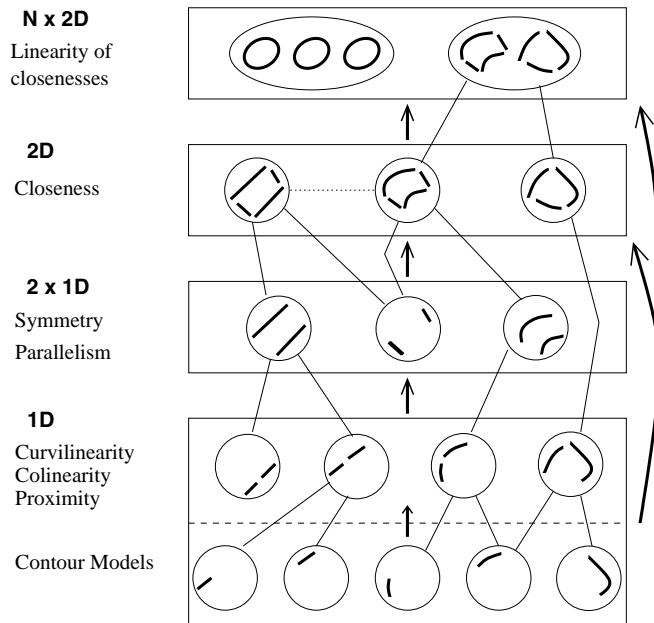 N x 2D
Linearity of
closenesses
2D
Closeness
2 x 1D
Symmetry
Parallelism
1D
Curvilinearity
Colinearity
Proximity
Contour Models